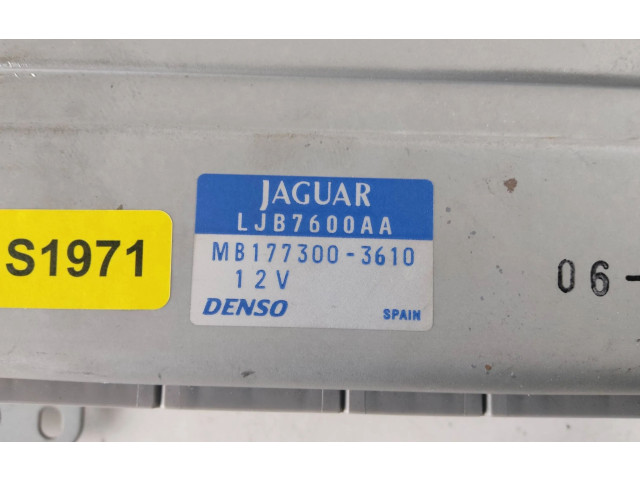 JAGUAR
LJB7600AA
MB177300-3610
12V
DENSO SPAIN
S1971
06-